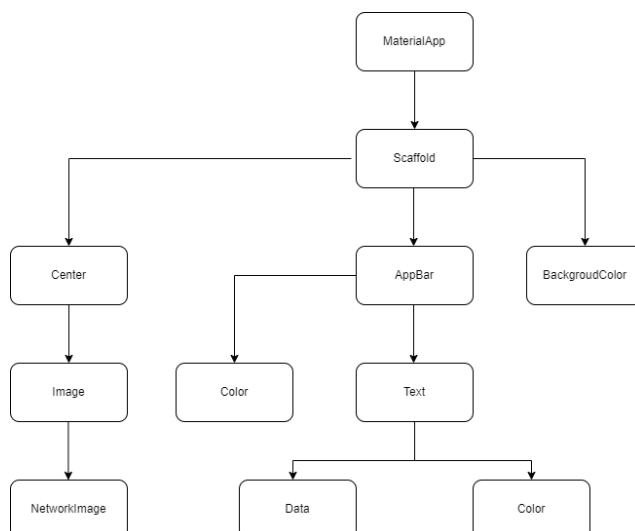 MaterialApp
Scaffold
Center
AppBar
BackgroudColor
Image
Color
Text
NetworkImage
Data
Color